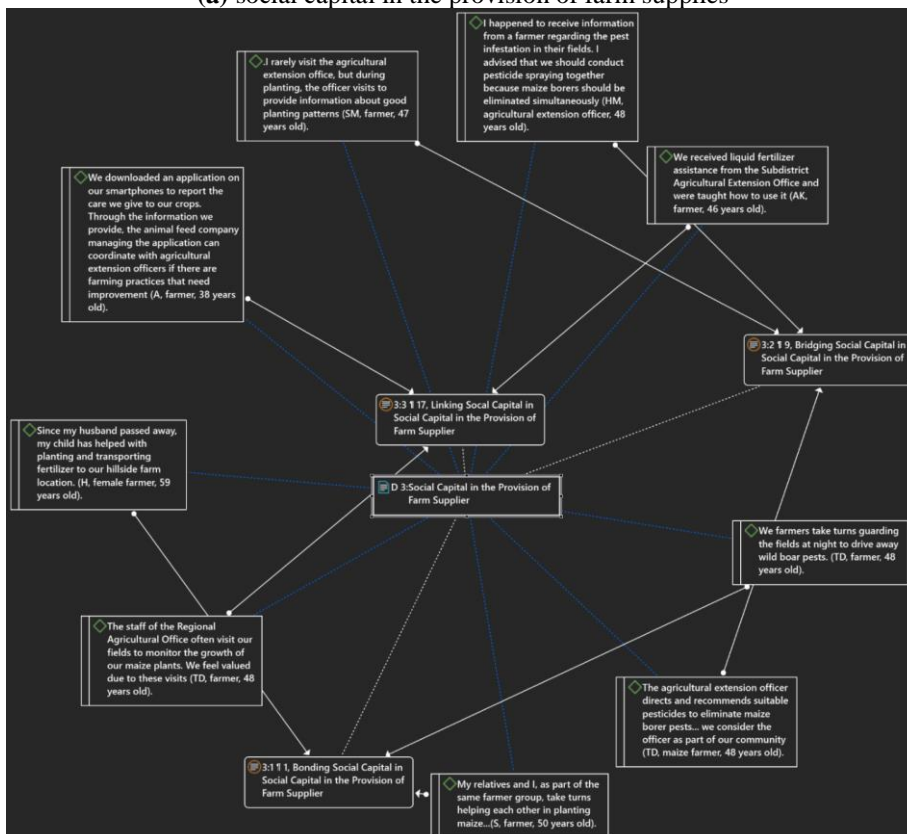 (a) social capital in the provision of farm supplies
I happened to receive information
from a farmer regarding the pest
infestation in their fields. I
advised that we should conduct
pesticide spraying together
because maize borers should be
eliminated simultaneously (HM,
agricultural extension officer, 48
years old).
.I rarely visit the agricultural
extension office, but during
planting, the officer visits to
provide information about good
planting patterns (SM, farmer, 47
years old).
We received liquid fertilizer
assistance from the Subdistrict
Agricultural Extension Office and
were taught how to use it (AK,
farmer, 46 years old).
We downloaded an application on
our smartphones to report the
care we give to our crops.
Through the information we
provide, the animal feed company
managing the application can
coordinate with agricultural
extension officers if there are
farming practices that need
improvement (A, farmer, 38 years
old).
3:2 ¶ 9, Bridging Social Capital in
Social Capital in the Provision of
Farm Supplier
3:3 ¶ 17, Linking Socal Capital in
Social Capital in the Provision of
Farm Supplier
Since my husband passed away,
my child has helped with
planting and transporting
fertilizer to our hillside farm
location. (H, female farmer, 59
years old).
D 3:Social Capital in the Provision of
Farm Supplier
We farmers take turns guarding
the fields at night to drive away
wild boar pests. (TD, farmer, 48
years old).
The staff of the Regional
Agricultural Office often visit our
fields to monitor the growth of
our maize plants. We feel valued
due to these visits (TD, farmer, 48
years old).
The agricultural extension officer
directs and recommends suitable
pesticides to eliminate maize
borer pests... we consider the
officer as part of our community
(TD, maize farmer, 48 years old).
3:1 ¶ 1, Bonding Social Capital in
Social Capital in the Provision of
Farm Supplier
My relatives and I, as part of the
same farmer group, take turns
helping each other in planting
maize...(S, farmer, 50 years old).